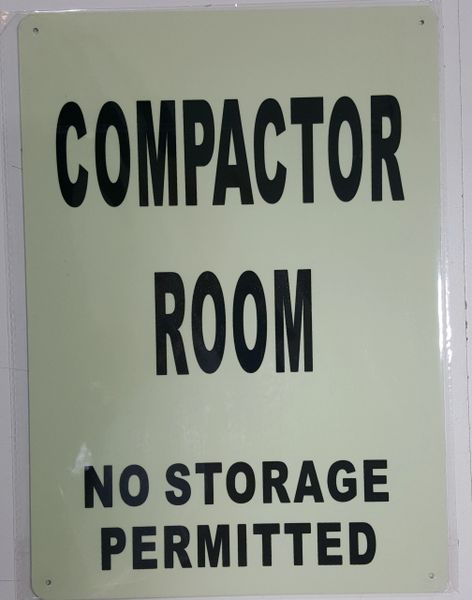 COMPACTOR
ROOM
NO STORAGE
PERMITTED